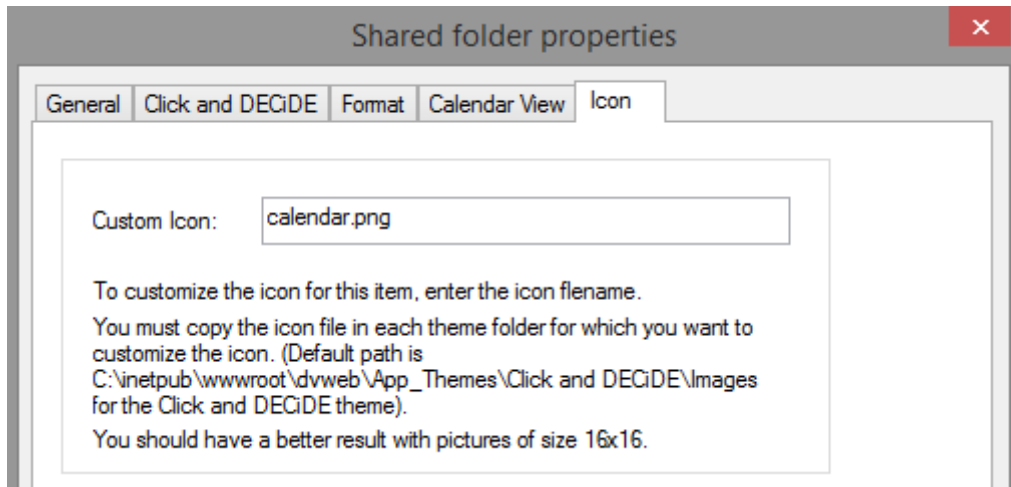 Shared folder properties
General Click and DECiDE Format Calendar View Icon
Custom Icon: calendar.png
To customize the icon for this item, enter the icon flename.
You must copy the icon file in each theme folder for which you want to
customize the icon. (Default path is
C:\inetpub\wwwroot\dvweb\App_Themes\Click and DECiDE\Images
for the Click and DECiDE theme).
You should have a better result with pictures of size 16x16.